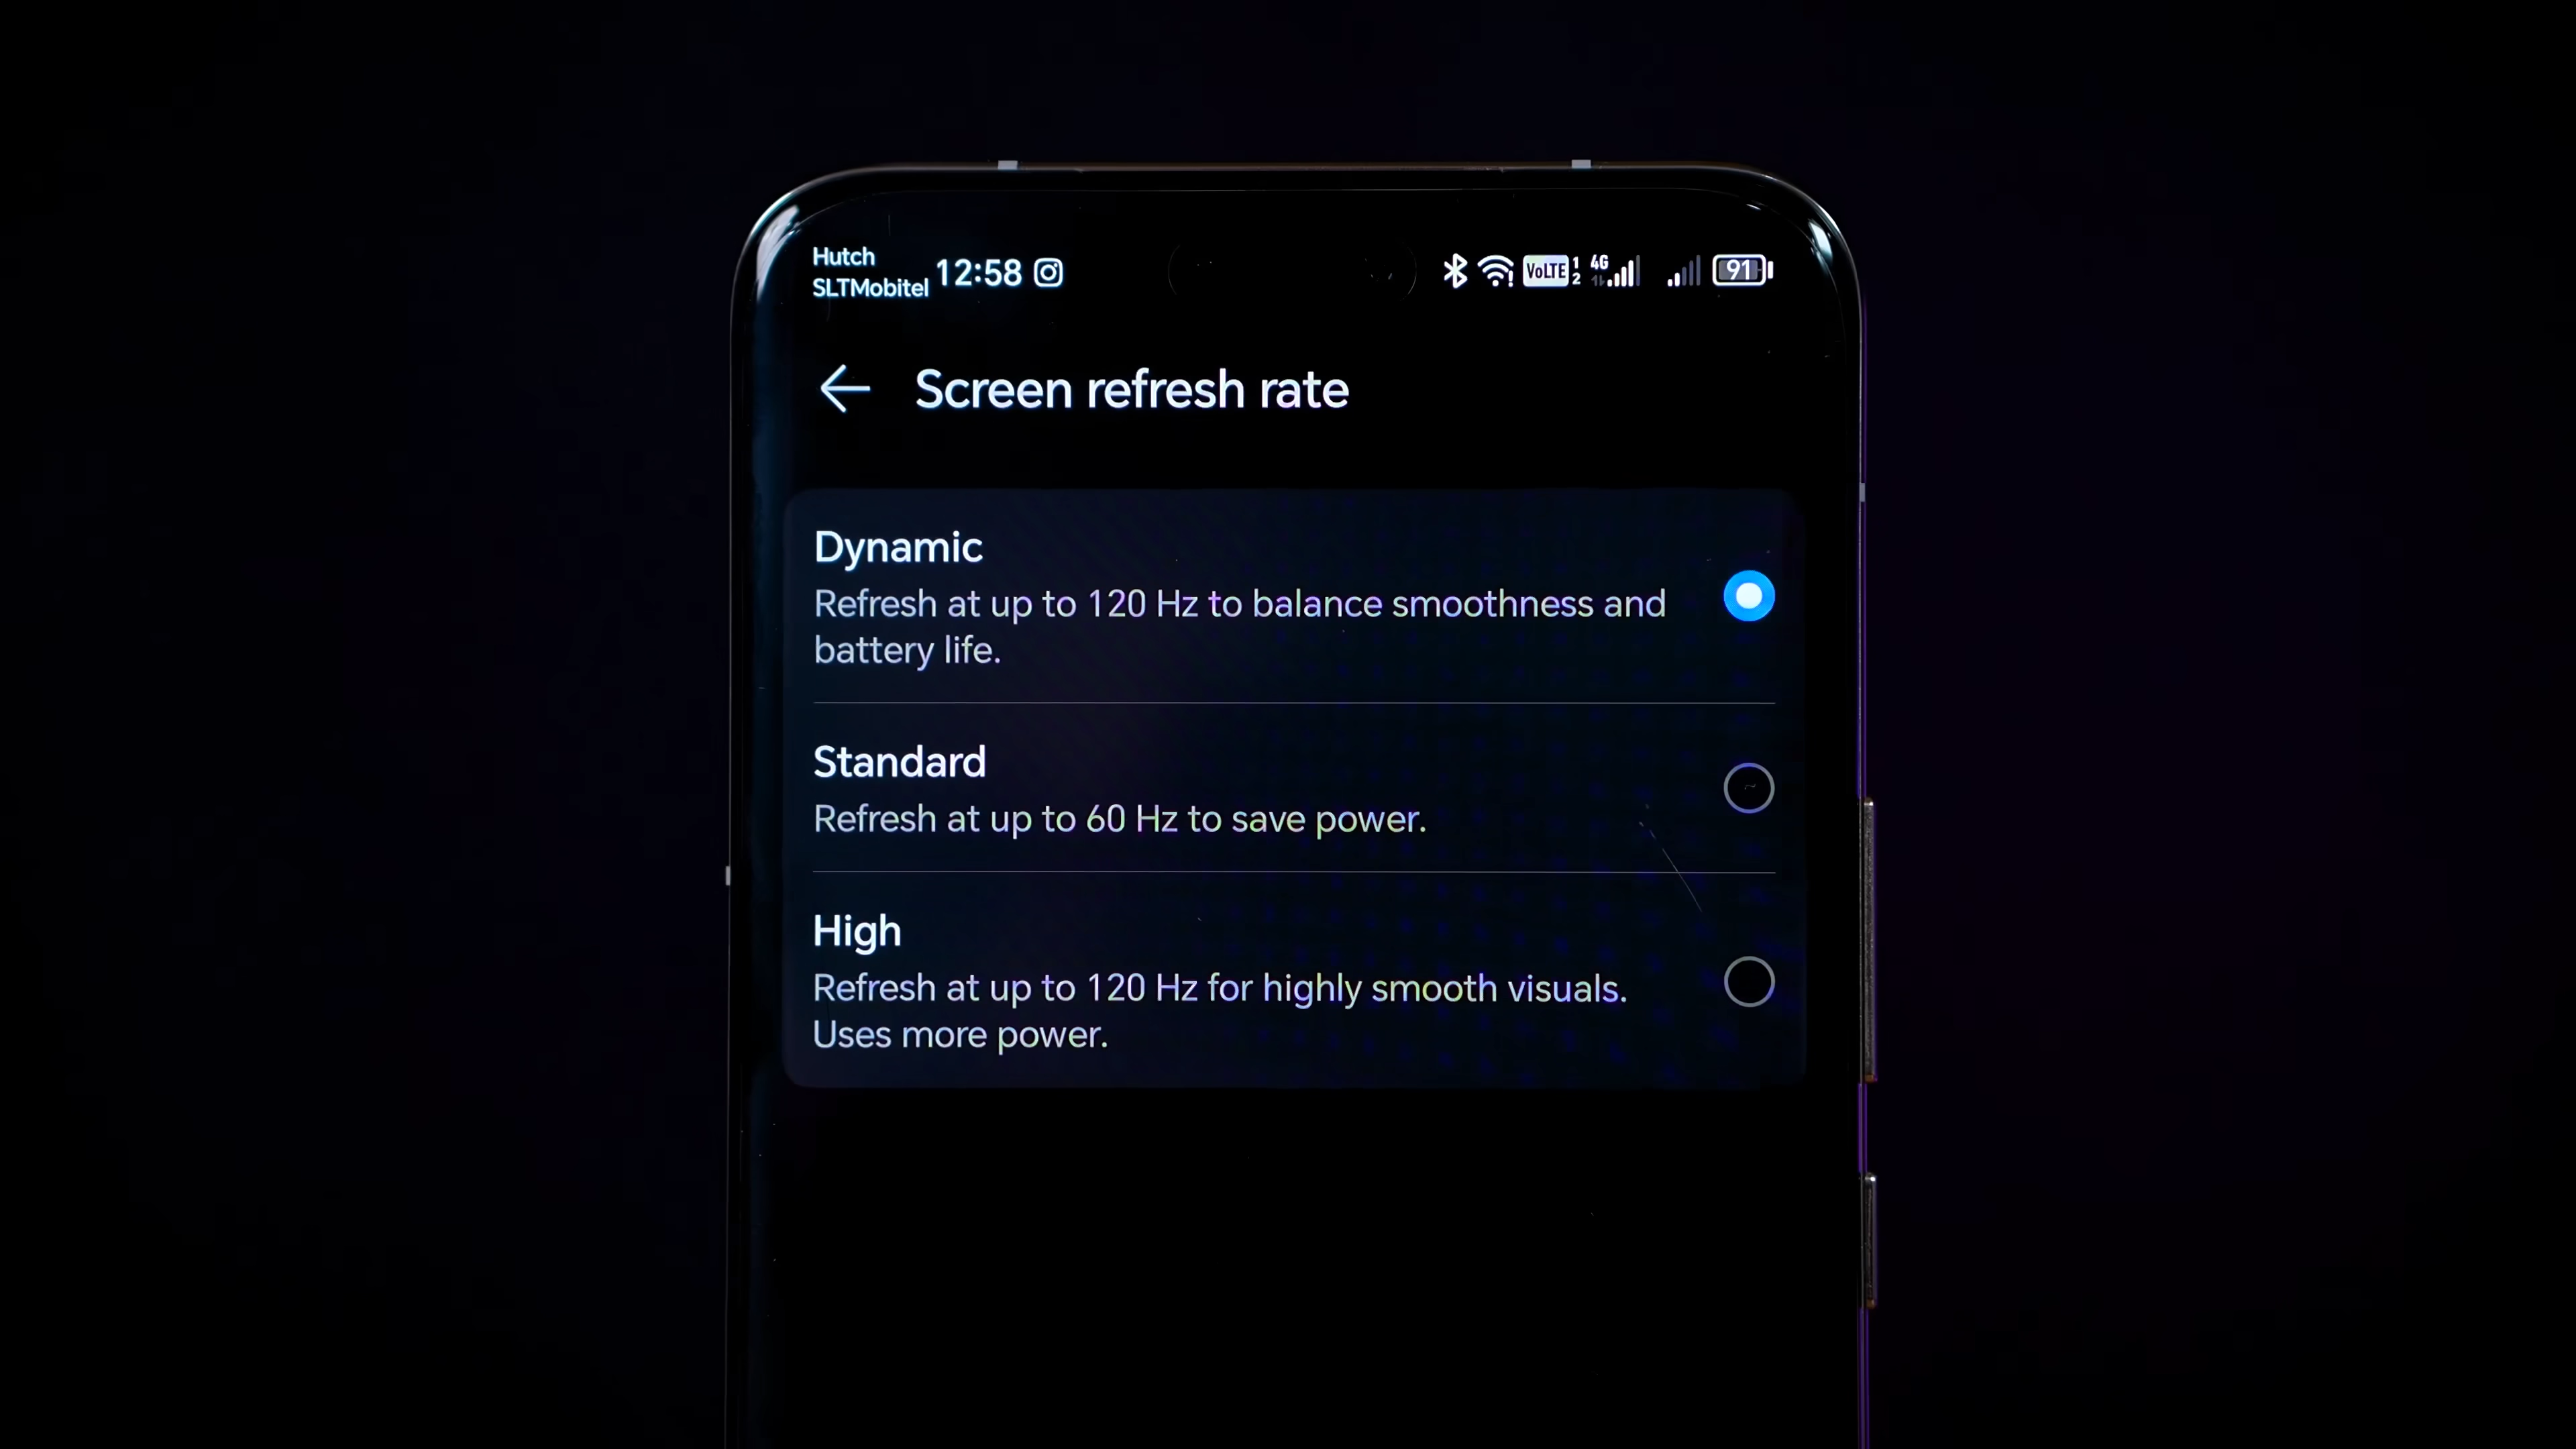 Hutch
SLTMobitel
12:58
VoLTE 1 2 4G 91
Screen refresh rate
Dynamic
Refresh at up to 120 Hz to balance smoothness and
battery life.
Standard
Refresh at up to 60 Hz to save power.
High
Refresh at up to 120 Hz for highly smooth visuals.
Uses more power.